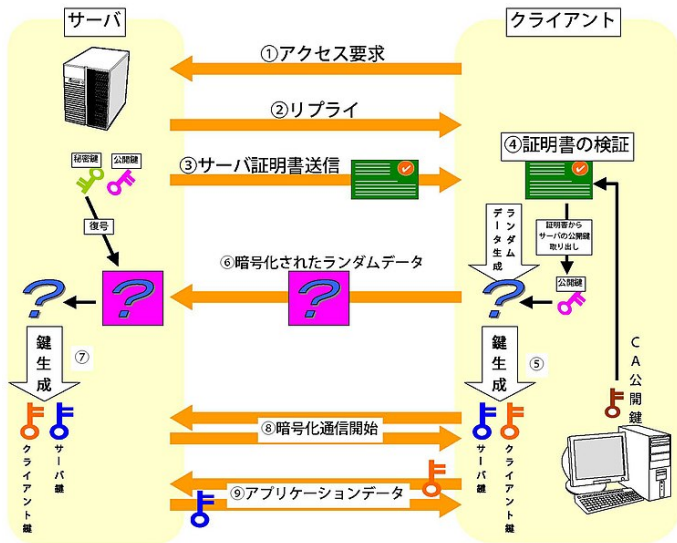 サーバ
クライアント
①アクセス要求
②リプライ
③サーバ証明書送信
④証明書の検証
秘密鍵
公開鍵
復号
ランダム
データ生成
証明書から
サーバの公開鍵
取り出し
公開鍵
⑥暗号化されたランダムデータ
鍵生成
⑦
鍵生成
⑤
CA公開鍵
クライアント鍵
サーバ鍵
⑧暗号化通信開始
サーバ鍵
クライアント鍵
⑨アプリケーションデータ